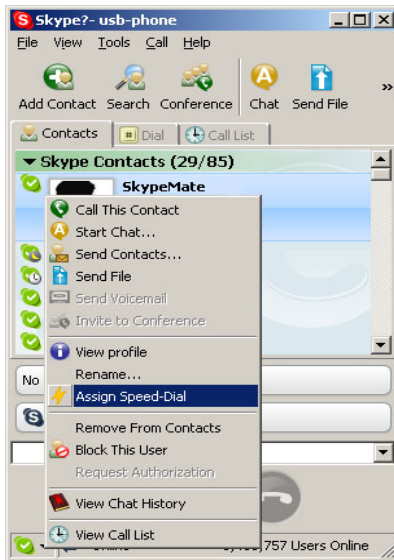 Skype?- usb-phone
File View Tools Call Help
Add Contact Search Conference Chat Send File »
Contacts Dial Call List
Skype Contacts (29/85)
SkypeMate
Call This Contact
Start Chat...
Send Contacts...
Send File
Send Voicemail
Invite to Conference
View profile
Rename...
Assign Speed-Dial
No
Remove From Contacts
Block This User
Request Authorization
View Chat History
View Call List
,757 Users Online